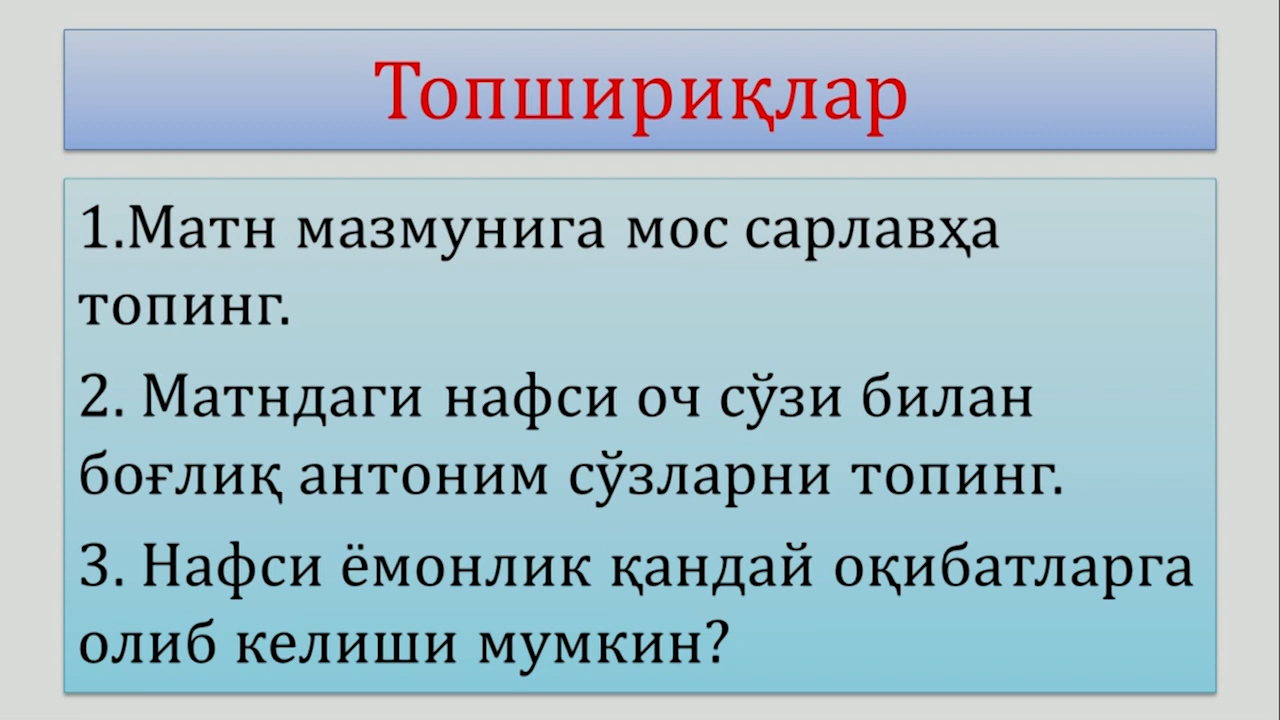 Топшириқлар
1.Матн мазмунига мос сарлавҳа
топинг.
2. Матндаги нафси оч сўзи билан
боғлиқ антоним сўзларни топинг.
3. Нафси ёмонлик қандай оқибатларга
олиб келиши мумкин?